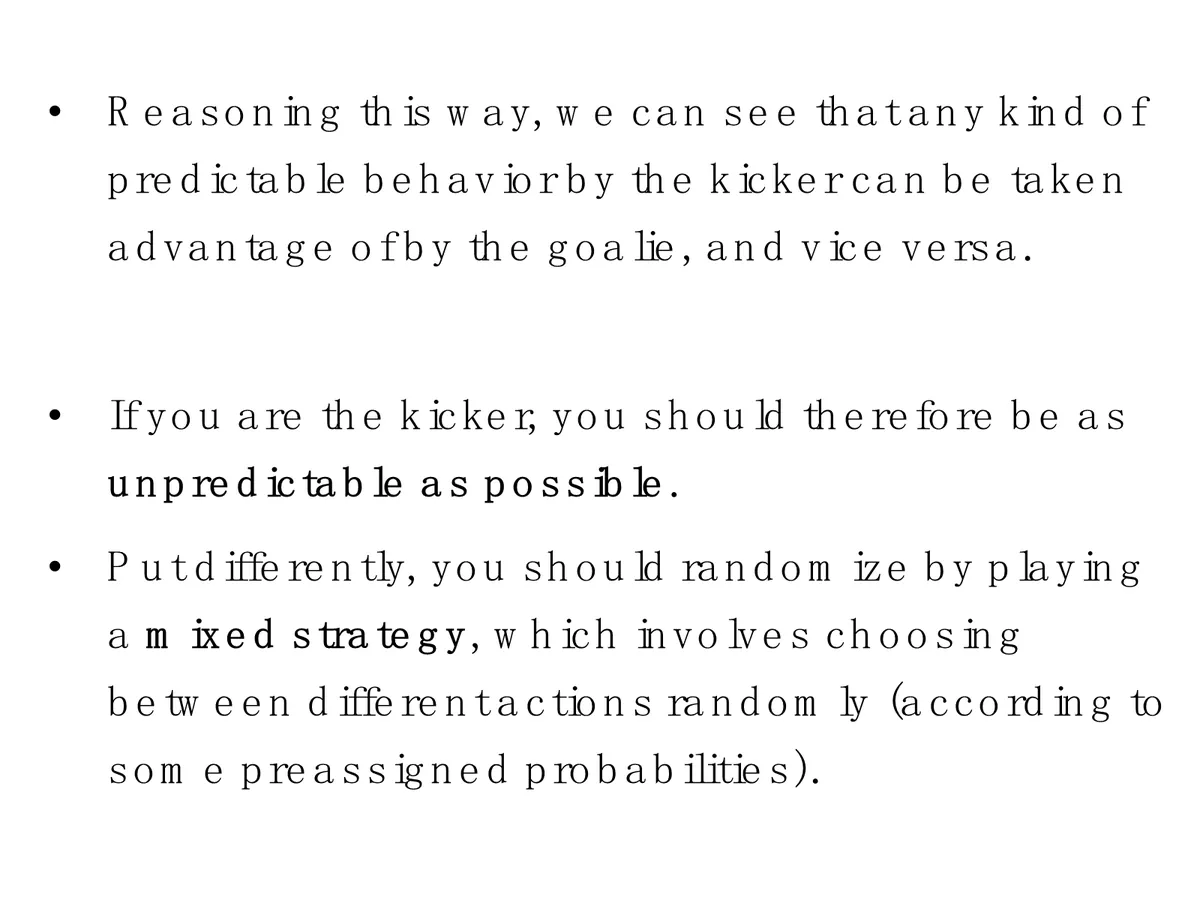 • Reasoning this way, we can see that any kind of
predictable behavior by the kicker can be taken
advantage of by the goalie, and vice versa.
• If you are the kicker, you should therefore be as
unpredictable as possible.
• Put differently, you should randomize by playing
a mixed strategy, which involves choosing
between different actions randomly (according to
some preassigned probabilities).